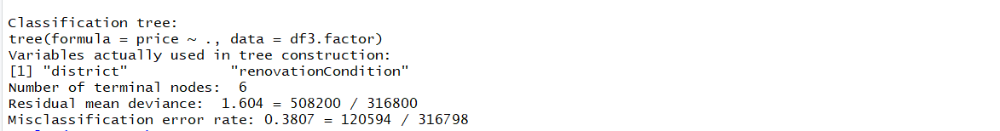 Classification tree:
tree(formula = price ~ ., data = df3.factor)
Variables actually used in tree construction:
[1] "district"            "renovationCondition"
Number of terminal nodes:  6
Residual mean deviance:  1.604 = 508200 / 316800
Misclassification error rate: 0.3807 = 120594 / 316798